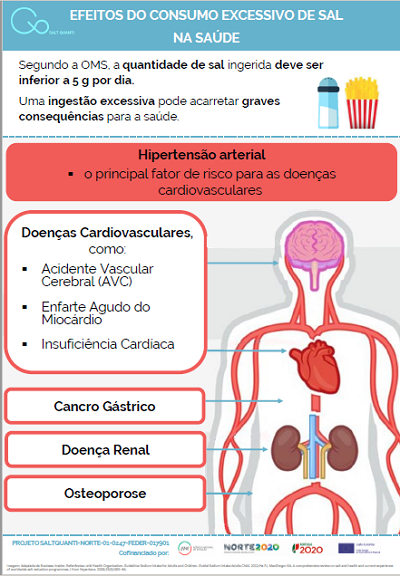 EFEITOS DO CONSUMO EXCESSIVO DE SAL
NA SAÚDE
Go
SALT QUANTI
Segundo a OMS, a quantidade de sal ingerida deve ser
inferior a 5 g por dia.
Uma ingestão excessiva pode acarretar graves
consequências para a saúde.
Hipertensão arterial
▪ o principal fator de risco para as doenças
cardiovasculares
Doenças Cardiovasculares,
como:
▪ Acidente Vascular
Cerebral (AVC)
▪ Enfarte Agudo do
Miocárdio
▪ Insuficiência Cardíaca
Cancro Gástrico
Doença Renal
Osteoporose
PROJETO SALTQUANTI-NORTE-01-0247-FEDER-017901
Cofinanciado por:
NORTE2020
2020